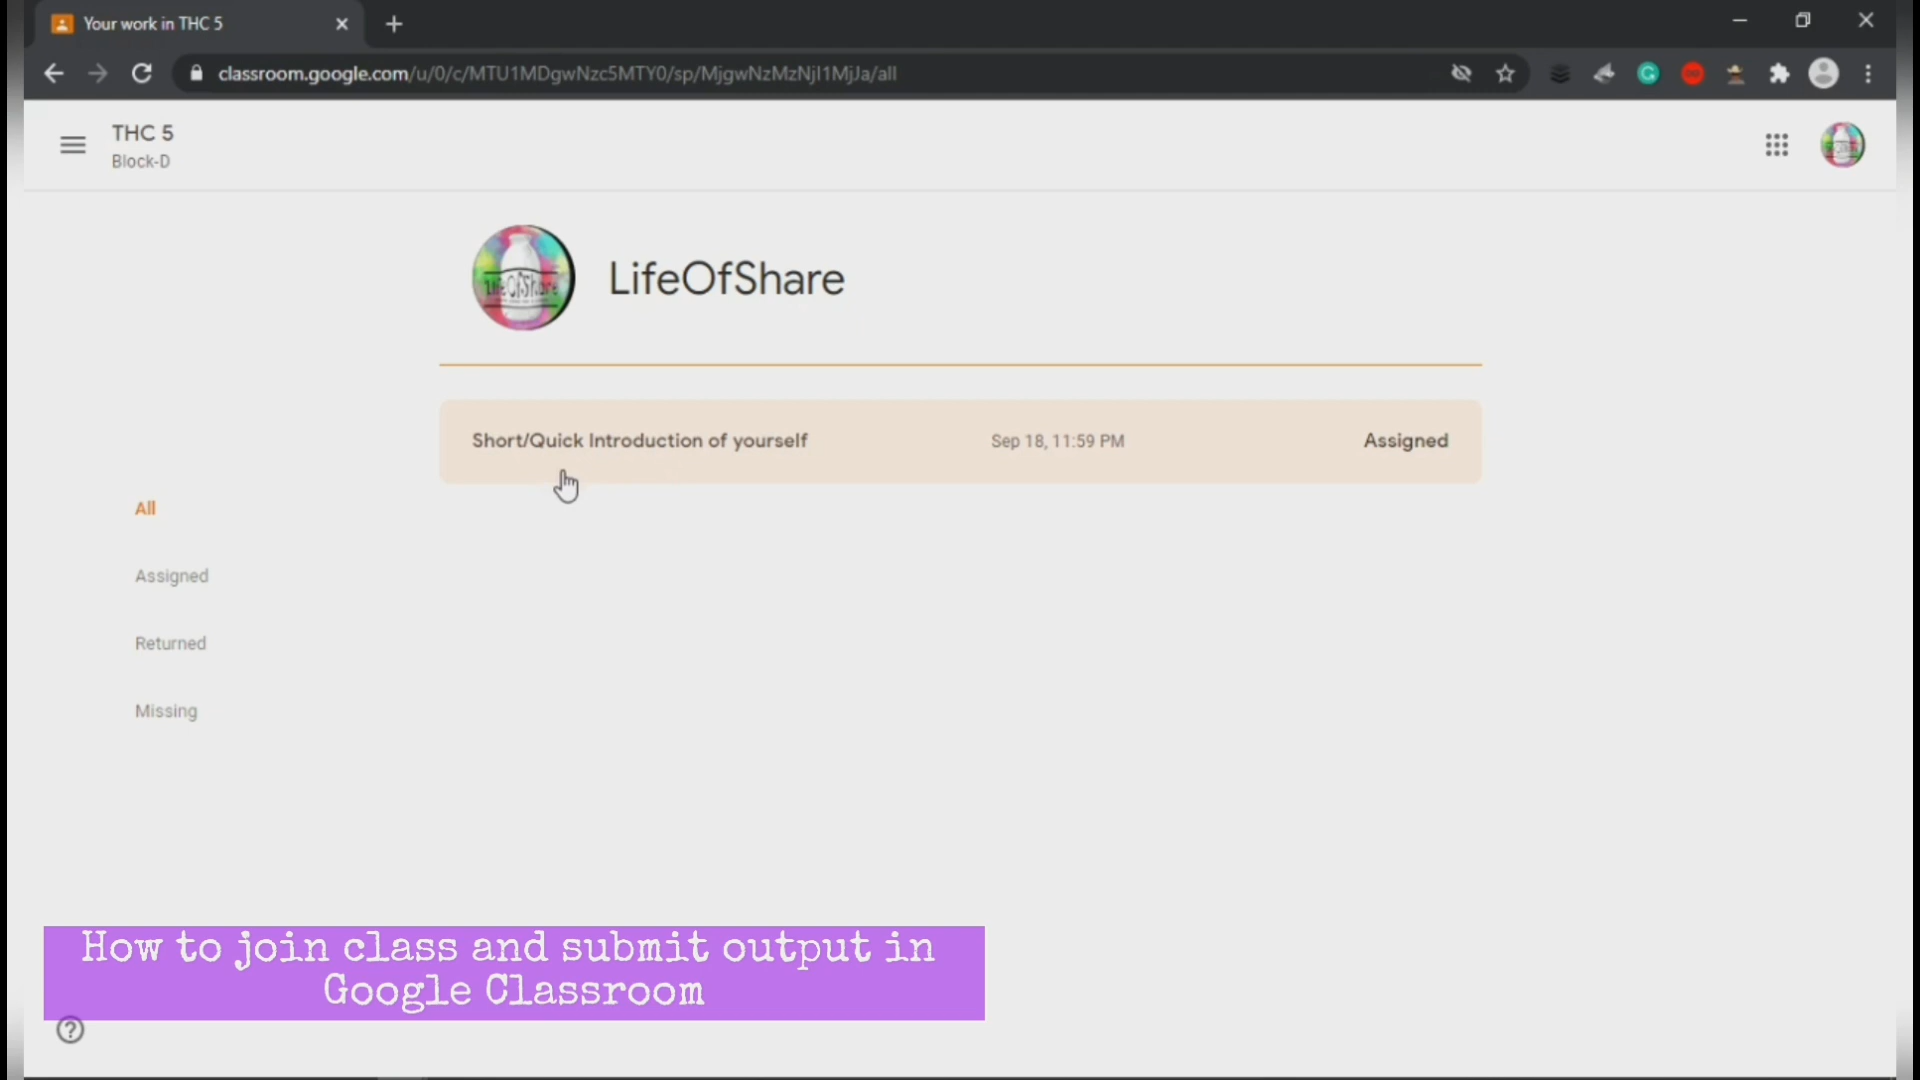 Your work in THC 5
classroom.google.com/u/0/c/MTU1MDgwNzc5MTY0/sp/MjgwNzMzNjI1MjJa/all
THC 5
Block-D
LifeOfShare
LifeOfShare
Short/Quick Introduction of yourself
Sep 18, 11:59 PM
Assigned
All
Assigned
Returned
Missing
How to join class and submit output in
Google Classroom